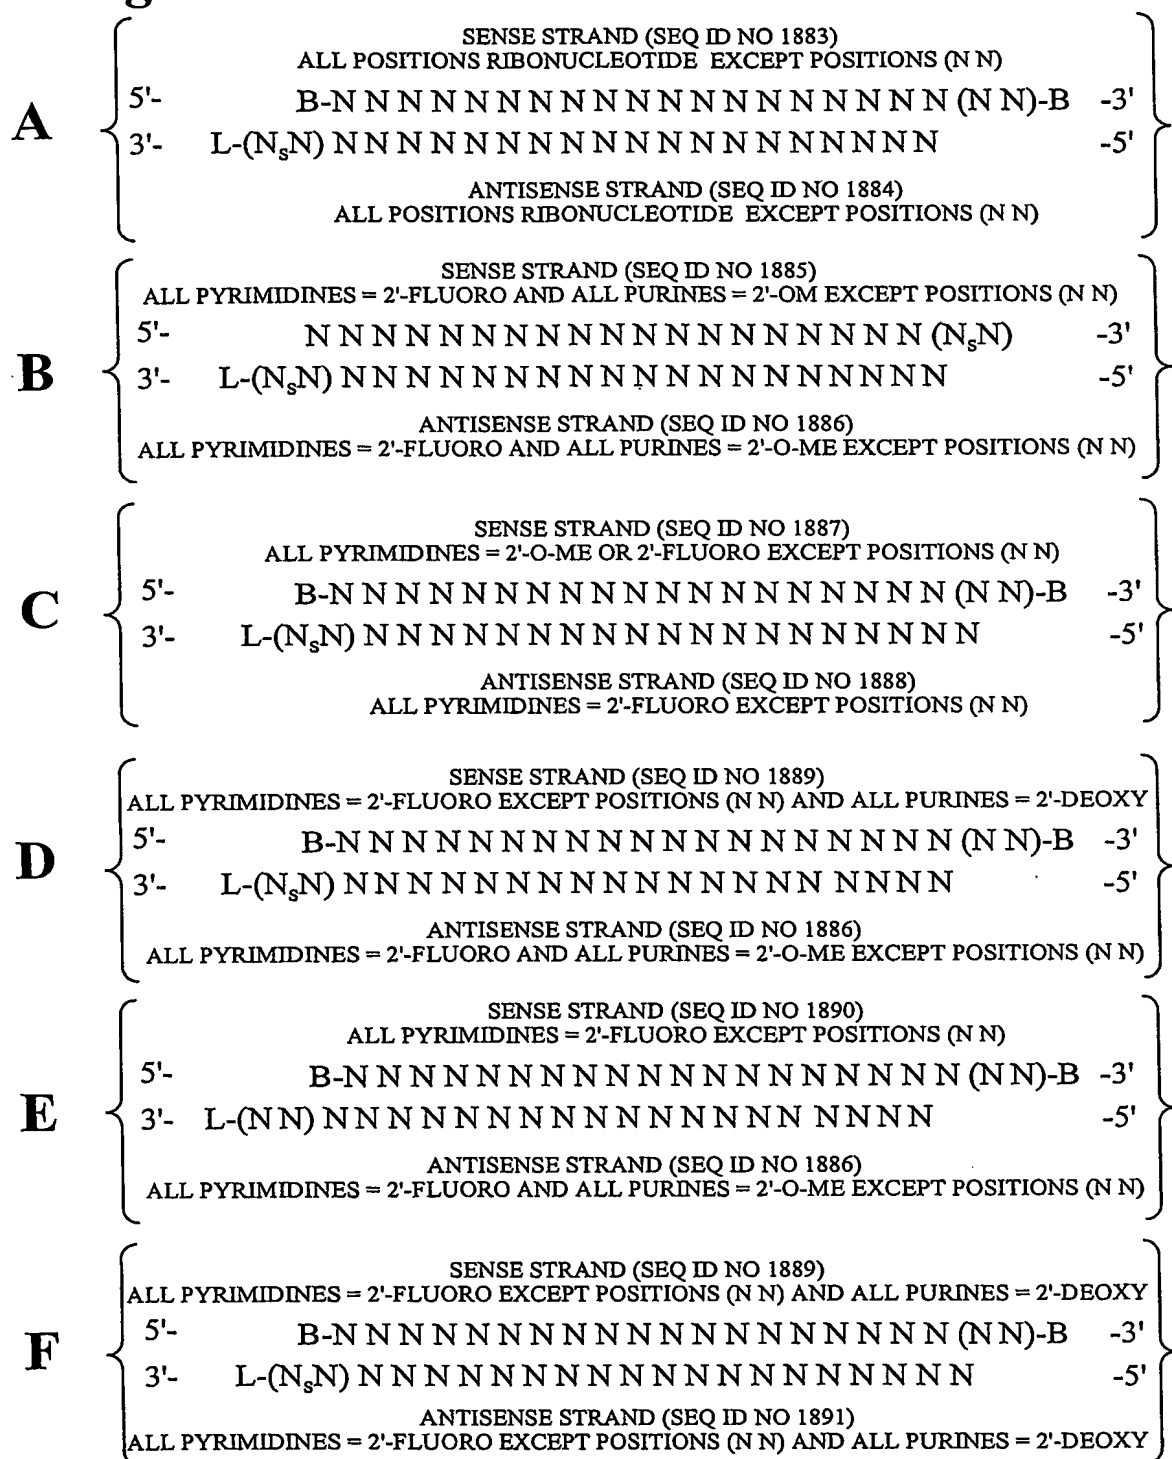 SENSE STRAND (SEQ ID NO 1883)
ALL POSITIONS RIBONUCLEOTIDE EXCEPT POSITIONS (N N)
A
5'- B-N N N N N N N N N N N N N N N N N N N (N N)-B -3'
3'- L-(NsN) N N N N N N N N N N N N N N N N N N N -5'
ANTISENSE STRAND (SEQ ID NO 1884)
ALL POSITIONS RIBONUCLEOTIDE EXCEPT POSITIONS (N N)
SENSE STRAND (SEQ ID NO 1885)
ALL PYRIMIDINES = 2'-FLUORO AND ALL PURINES = 2'-OM EXCEPT POSITIONS (N N)
B
5'- N N N N N N N N N N N N N N N N N N N (NsN) -3'
3'- L-(NsN) N N N N N N N N N N N N N N N N N N N -5'
ANTISENSE STRAND (SEQ ID NO 1886)
ALL PYRIMIDINES = 2'-FLUORO AND ALL PURINES = 2'-O-ME EXCEPT POSITIONS (N N)
SENSE STRAND (SEQ ID NO 1887)
ALL PYRIMIDINES = 2'-O-ME OR 2'-FLUORO EXCEPT POSITIONS (N N)
C
5'- B-N N N N N N N N N N N N N N N N N N N (N N)-B -3'
3'- L-(NsN) N N N N N N N N N N N N N N N N N N N -5'
ANTISENSE STRAND (SEQ ID NO 1888)
ALL PYRIMIDINES = 2'-FLUORO EXCEPT POSITIONS (N N)
SENSE STRAND (SEQ ID NO 1889)
ALL PYRIMIDINES = 2'-FLUORO EXCEPT POSITIONS (N N) AND ALL PURINES = 2'-DEOXY
D
5'- B-N N N N N N N N N N N N N N N N N N N (N N)-B -3'
3'- L-(NsN) N N N N N N N N N N N N N N N N N N N -5'
ANTISENSE STRAND (SEQ ID NO 1886)
ALL PYRIMIDINES = 2'-FLUORO AND ALL PURINES = 2'-O-ME EXCEPT POSITIONS (N N)
SENSE STRAND (SEQ ID NO 1890)
ALL PYRIMIDINES = 2'-FLUORO EXCEPT POSITIONS (N N)
E
5'- B-N N N N N N N N N N N N N N N N N N N (N N)-B -3'
3'- L-(N N) N N N N N N N N N N N N N N N N N N N -5'
ANTISENSE STRAND (SEQ ID NO 1886)
ALL PYRIMIDINES = 2'-FLUORO AND ALL PURINES = 2'-O-ME EXCEPT POSITIONS (N N)
SENSE STRAND (SEQ ID NO 1889)
ALL PYRIMIDINES = 2'-FLUORO EXCEPT POSITIONS (N N) AND ALL PURINES = 2'-DEOXY
F
5'- B-N N N N N N N N N N N N N N N N N N N (N N)-B -3'
3'- L-(NsN) N N N N N N N N N N N N N N N N N N N -5'
ANTISENSE STRAND (SEQ ID NO 1891)
ALL PYRIMIDINES = 2'-FLUORO EXCEPT POSITIONS (N N) AND ALL PURINES = 2'-DEOXY